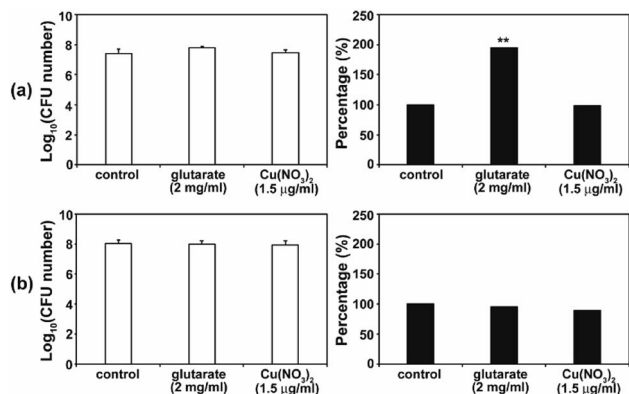 (a)
Log10(CFU number)
10
8
6
4
2
0
control
glutarate
(2 mg/ml)
Cu(NO3)2
(1.5 μg/ml)
Percentage (%)
250
200
150
100
50
0
**
control
glutarate
(2 mg/ml)
Cu(NO3)2
(1.5 μg/ml)
(b)
Log10(CFU number)
10
8
6
4
2
0
control
glutarate
(2 mg/ml)
Cu(NO3)2
(1.5 μg/ml)
Percentage (%)
250
200
150
100
50
0
control
glutarate
(2 mg/ml)
Cu(NO3)2
(1.5 μg/ml)